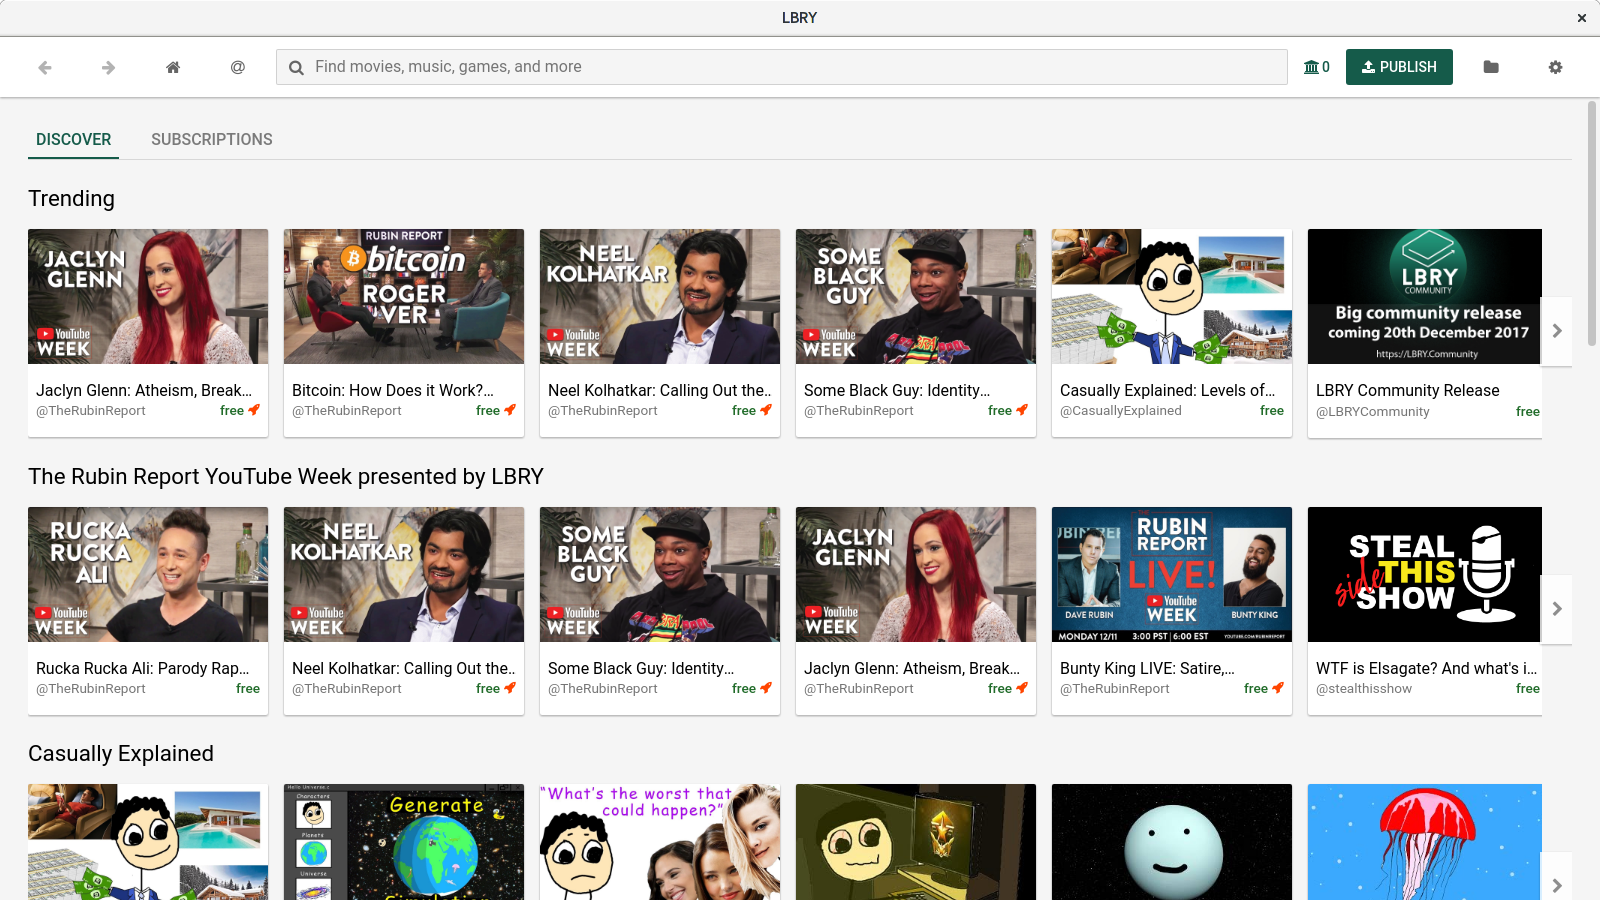 LBRY
@
Find movies, music, games, and more
0
PUBLISH
DISCOVER
SUBSCRIPTIONS
Trending
JACLYN
GLENN
YouTube
WEEK
Jaclyn Glenn: Atheism, Break...
@TheRubinReport
free
RUBIN REPORT
bitcoin
ROGER
VER
Bitcoin: How Does it Work?...
@TheRubinReport
free
NEEL
KOLHATKAR
YouTube
WEEK
Neel Kolhatkar: Calling Out the...
@TheRubinReport
free
SOME
BLACK
GUY
YouTube
WEEK
Some Black Guy: Identity...
@TheRubinReport
free
Casually Explained: Levels of...
@CasuallyExplained
free
LBRY
COMMUNITY
Big community release
coming 20th December 2017
https://LBRY.Community
LBRY Community Release
@LBRYCommunity
free
The Rubin Report YouTube Week presented by LBRY
RUCKA
RUCKA
ALI
YouTube
WEEK
Rucka Rucka Ali: Parody Rap...
@TheRubinReport
free
NEEL
KOLHATKAR
YouTube
WEEK
Neel Kolhatkar: Calling Out the...
@TheRubinReport
free
SOME
BLACK
GUY
YouTube
WEEK
Some Black Guy: Identity...
@TheRubinReport
free
JACLYN
GLENN
YouTube
WEEK
Jaclyn Glenn: Atheism, Break...
@TheRubinReport
free
THE
RUBIN
REPORT
LIVE!
YouTube
WEEK
DAVE RUBIN
BUNTY KING
MONDAY 12/11 3:00 PST | 6:00 EST YOUTUBE.COM/RUBINREPORT
Bunty King LIVE: Satire,...
@TheRubinReport
free
STEAL
THIS
side
SHOW
WTF is Elsagate? And what's i...
@stealthisshow
free
Casually Explained
Hello Universe.c
Characters
Planets
Universe
Generate
"What's the worst that
could happen?"